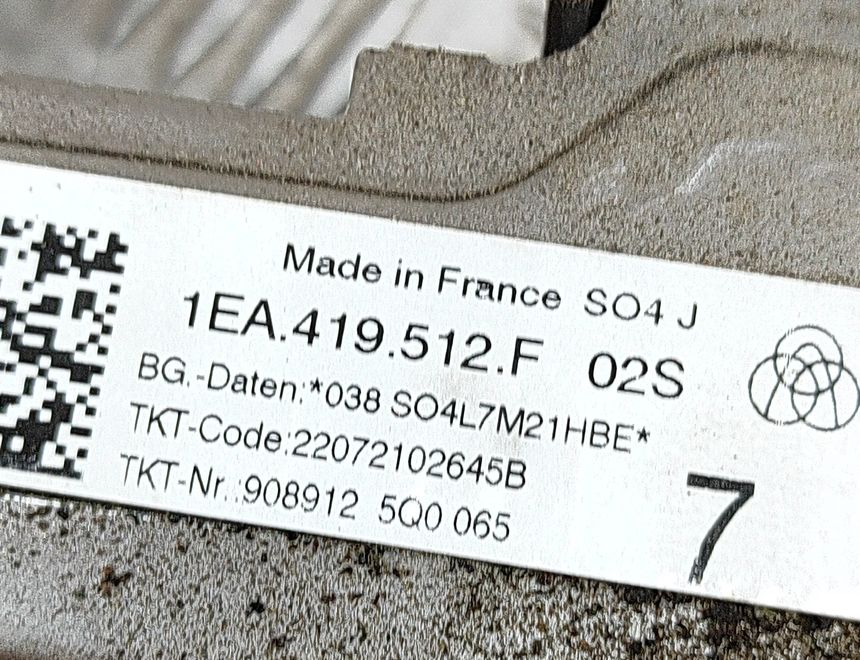 Made in France SO4 J
1EA.419.512.F 02S
BG.-Daten:*038 SO4L7M21HBE*
TKT-Code:22072102645B
TKT-Nr.:908912 5Q0 065
7